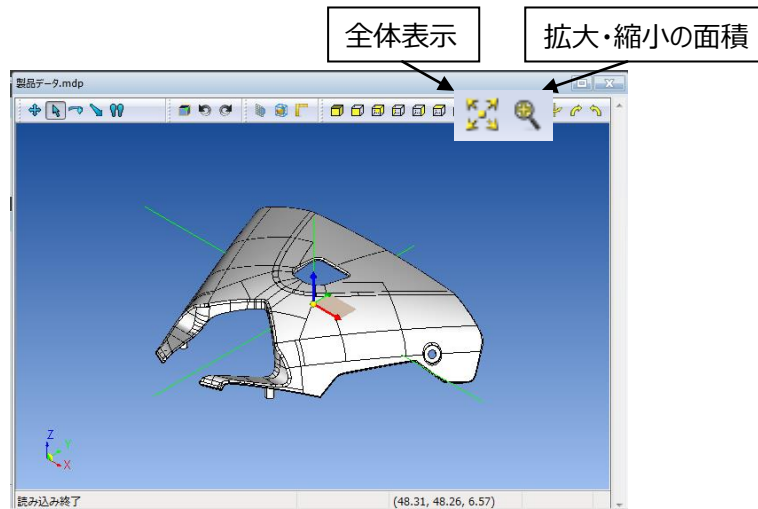 全体表示
拡大・縮小の面積
製品データ.mdp
Z
Y
X
読み込み終了
(48.31, 48.26, 6.57)